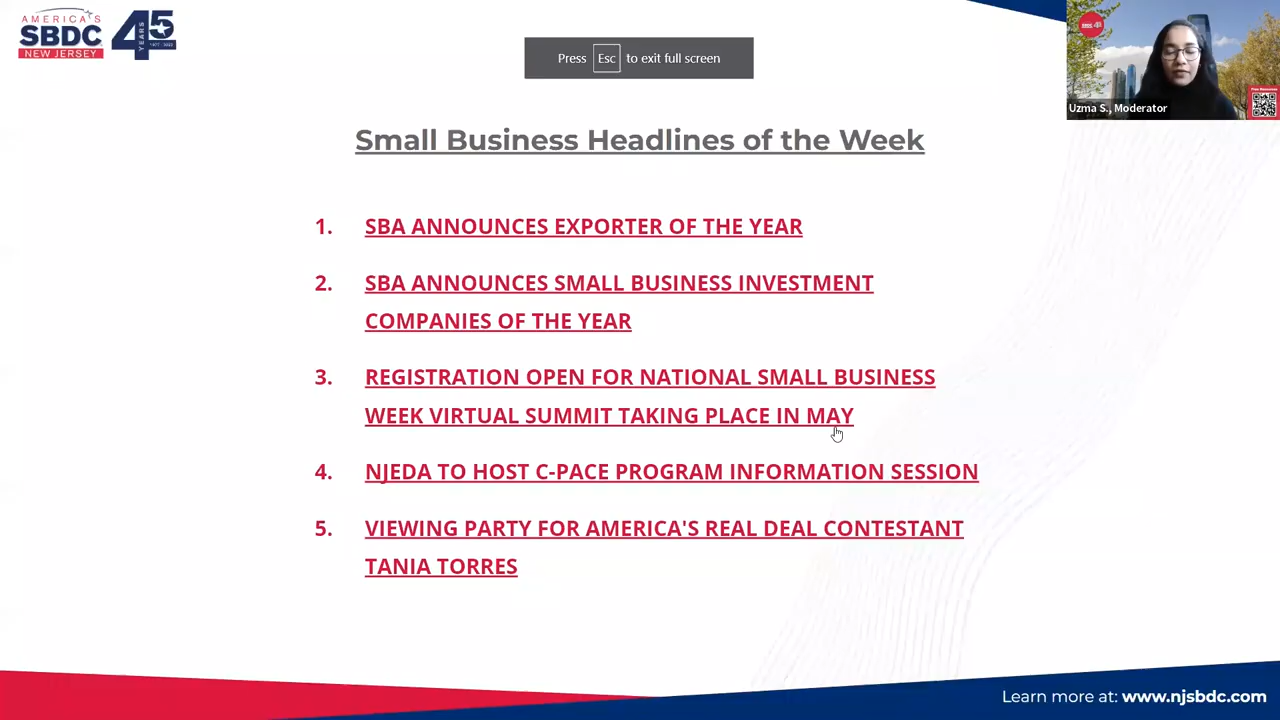 AMERICA'S
SBDC
NEW JERSEY
45
YEARS
Press Esc to exit full screen
Uzma S., Moderator
Small Business Headlines of the Week
1. SBA ANNOUNCES EXPORTER OF THE YEAR
2. SBA ANNOUNCES SMALL BUSINESS INVESTMENT
COMPANIES OF THE YEAR
3. REGISTRATION OPEN FOR NATIONAL SMALL BUSINESS
WEEK VIRTUAL SUMMIT TAKING PLACE IN MAY
4. NJEDA TO HOST C-PACE PROGRAM INFORMATION SESSION
5. VIEWING PARTY FOR AMERICA'S REAL DEAL CONTESTANT
TANIA TORRES
Learn more at: www.njsbdc.com